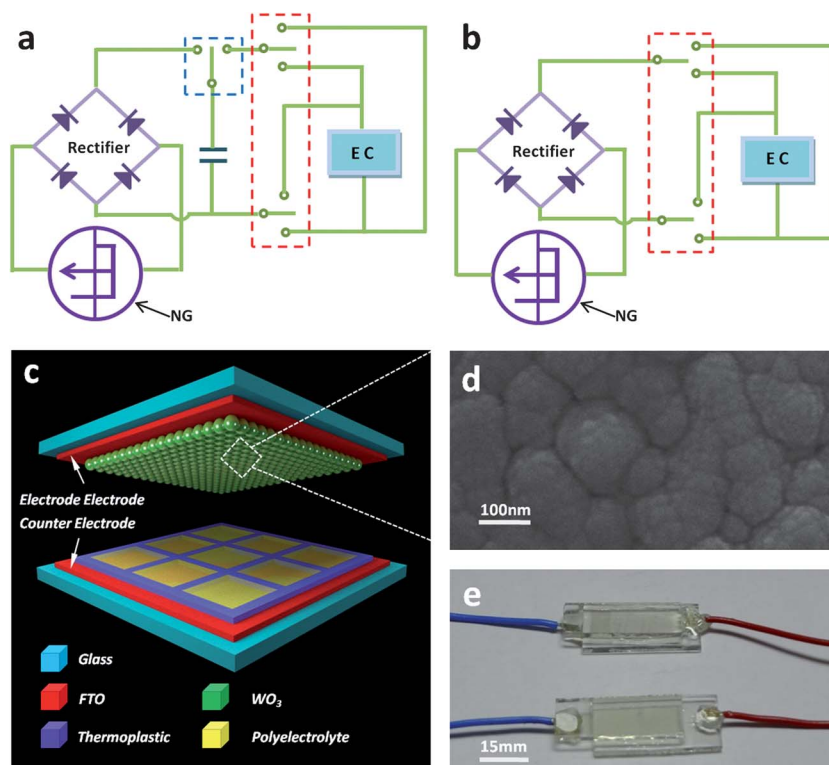 a
Rectifier
E C
NG
b
Rectifier
E C
NG
c
Electrode Electrode
Counter Electrode
Glass
FTO
WO₃
Thermoplastic
Polyelectrolyte
d
100nm
e
15mm